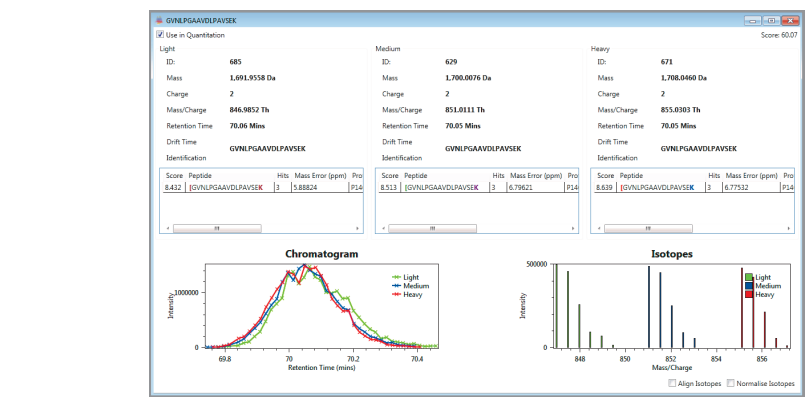 GVNLPGAAVDLPAVSEK
Use in Quantitation
Score: 60.07
Light
ID: 685
Mass 1,691.9558 Da
Charge 2
Mass/Charge 846.9852 Th
Retention Time 70.06 Mins
Drift Time
GVNLPGAAVDLPAVSEK
Identification
Score Peptide Hits Mass Error (ppm) Pro
8.432 [GVNLPGAAVDLPAVSEK 3 5.88824 P14
Medium
ID: 629
Mass 1,700.0076 Da
Charge 2
Mass/Charge 851.0111 Th
Retention Time 70.05 Mins
Drift Time
GVNLPGAAVDLPAVSEK
Identification
Score Peptide Hits Mass Error (ppm) Pro
8.513 [GVNLPGAAVDLPAVSEK 3 6.79621 P14
Heavy
ID: 671
Mass 1,708.0460 Da
Charge 2
Mass/Charge 855.0303 Th
Retention Time 70.05 Mins
Drift Time
GVNLPGAAVDLPAVSEK
Identification
Score Peptide Hits Mass Error (ppm) Pro
8.639 [GVNLPGAAVDLPAVSEK 3 6.77532 P14
Chromatogram
Intensity
1000000
0
Light
Medium
Heavy
69.8 70 70.2 70.4
Retention Time (mins)
Isotopes
Intensity
500000
0
Light
Medium
Heavy
848 850 852 854 856
Mass/Charge
Align Isotopes Normalise Isotopes